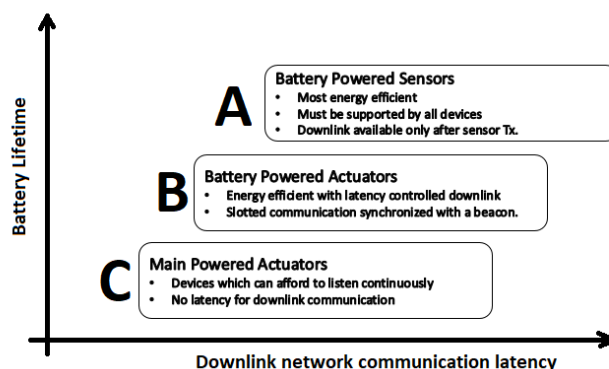 Battery Lifetime
A
Battery Powered Sensors
• Most energy efficient
• Must be supported by all devices
• Downlink available only after sensor Tx.
B
Battery Powered Actuators
• Energy efficient with latency controlled downlink
• Slotted communication synchronized with a beacon.
C
Main Powered Actuators
• Devices which can afford to listen continuously
• No latency for downlink communication
Downlink network communication latency